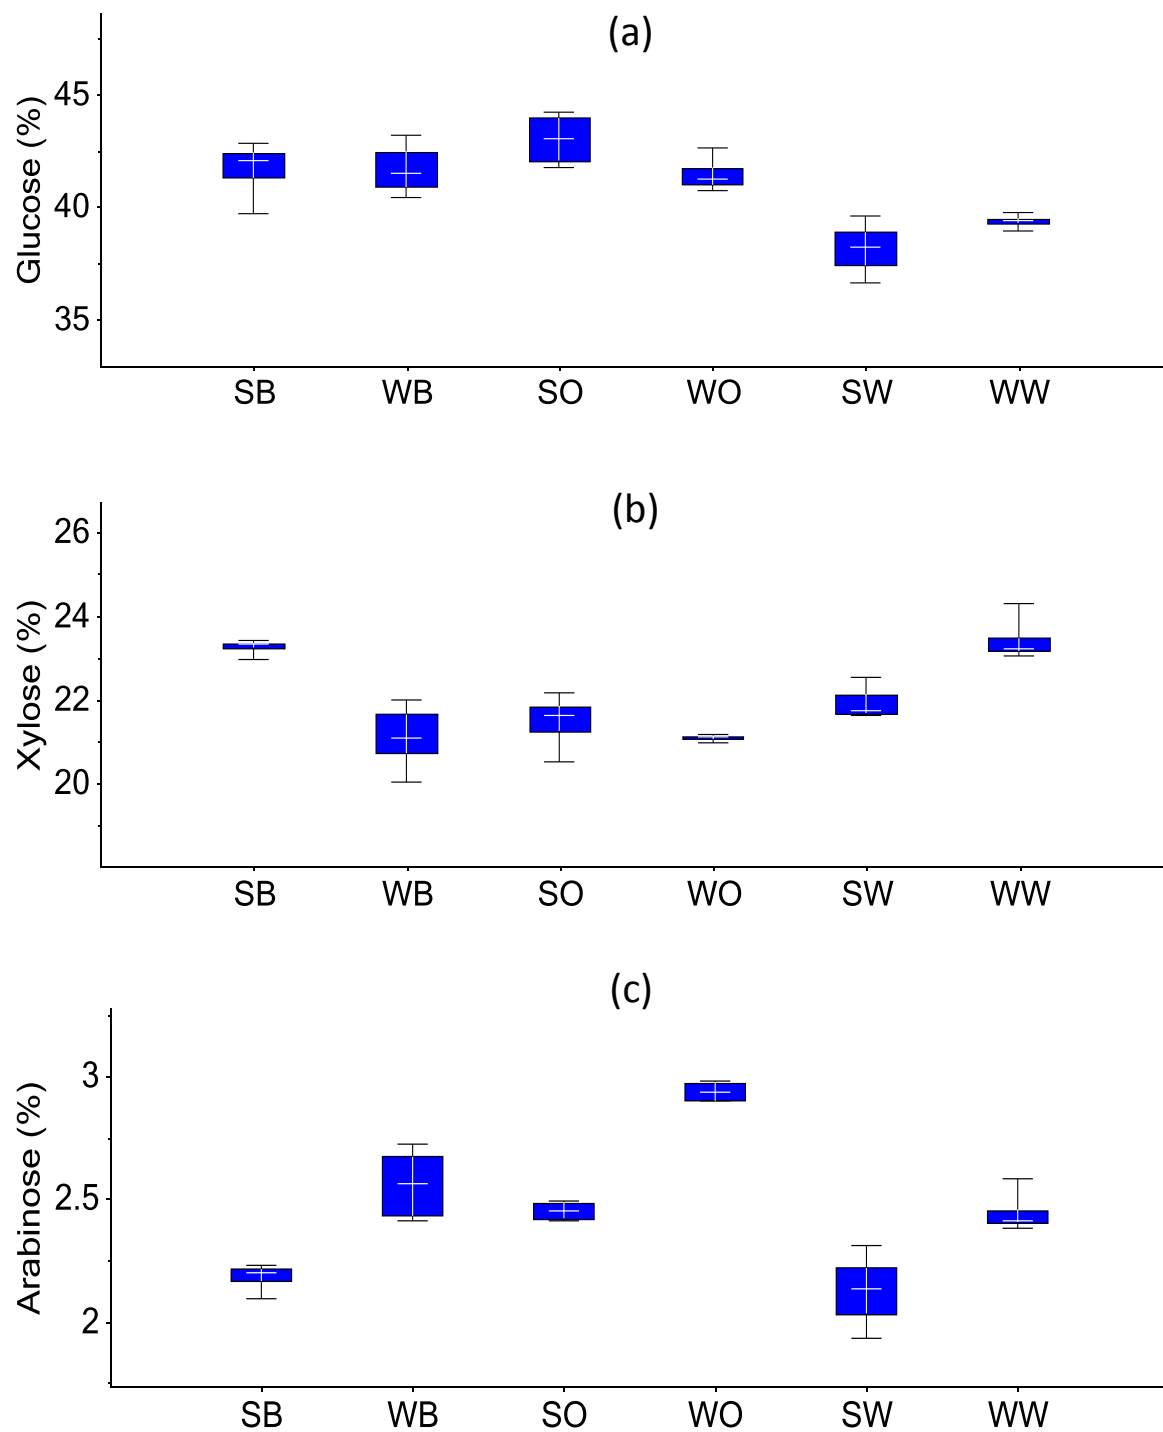 (a)
Glucose (%)
45
40
35
SB WB SO WO SW WW
(b)
Xylose (%)
26
24
22
20
SB WB SO WO SW WW
(c)
Arabinose (%)
3
2.5
2
SB WB SO WO SW WW